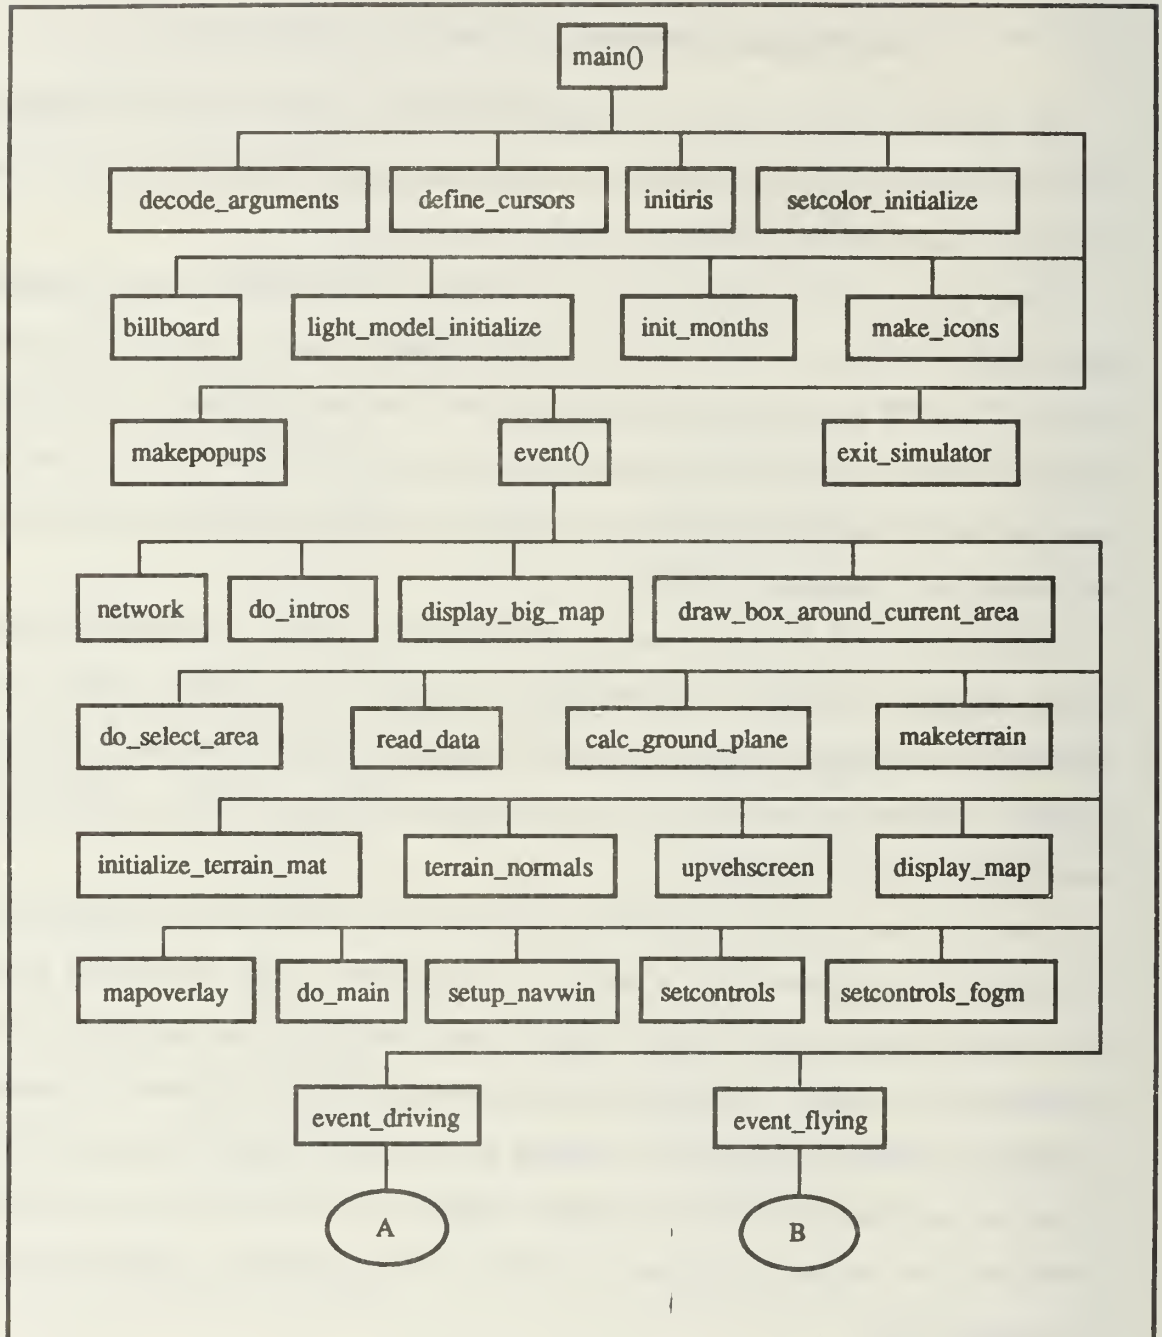 main()
decode_arguments define_cursors initiris setcolor_initialize
billboard light_model_initialize init_months make_icons
makepopups event() exit_simulator
network do_intros display_big_map draw_box_around_current_area
do_select_area read_data calc_ground_plane maketerrain
initialize_terrain_mat terrain_normals upvehscreen display_map
mapoverlay do_main setup_navwin setcontrols setcontrols_fogm
event_driving event_flying
A B